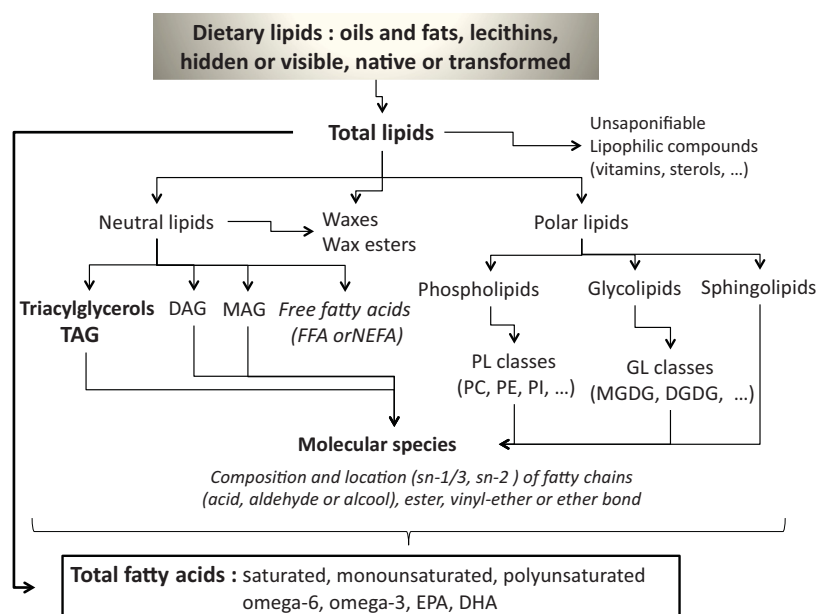 Dietary lipids : oils and fats, lecithins,
hidden or visible, native or transformed
Total lipids
Unsaponifiable
Lipophilic compounds
(vitamins, sterols, ...)
Neutral lipids
Waxes
Wax esters
Polar lipids
Triacylglycerols
TAG
DAG
MAG
Free fatty acids
(FFA orNEFA)
Phospholipids
Glycolipids
Sphingolipids
PL classes
(PC, PE, PI, ...)
GL classes
(MGDG, DGDG, ...)
Molecular species
Composition and location (sn-1/3, sn-2 ) of fatty chains
(acid, aldehyde or alcool), ester, vinyl-ether or ether bond
Total fatty acids : saturated, monounsaturated, polyunsaturated
omega-6, omega-3, EPA, DHA